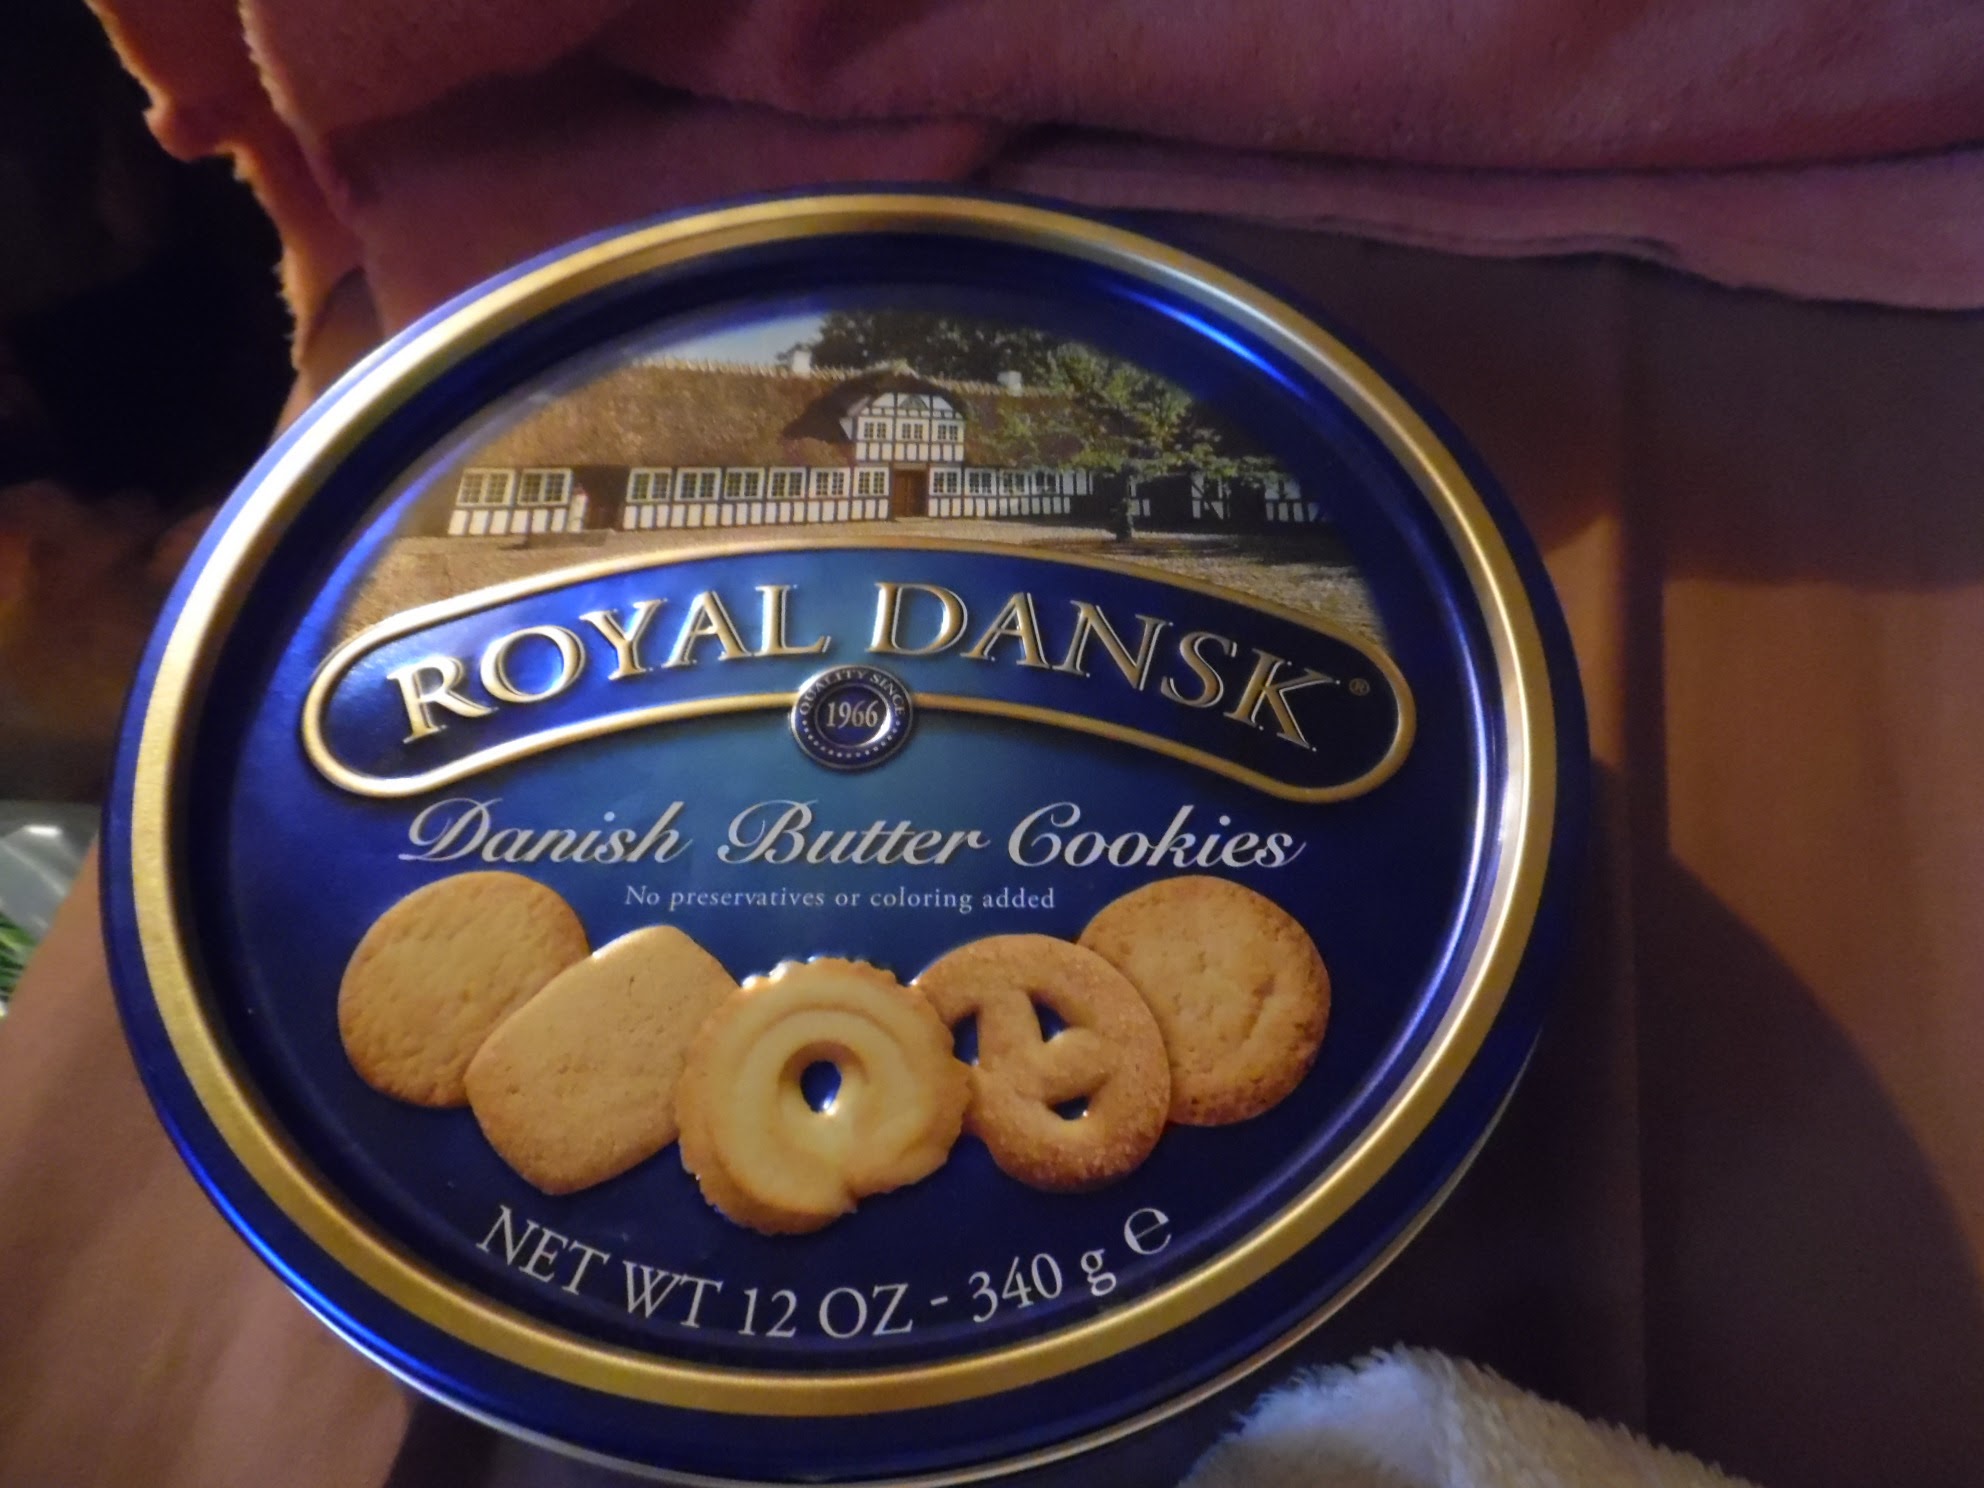 ROYAL DANSK®
QUALITY SINCE
1966
Danish Butter Cookies
No preservatives or coloring added
NET WT 12 OZ - 340 g ℮